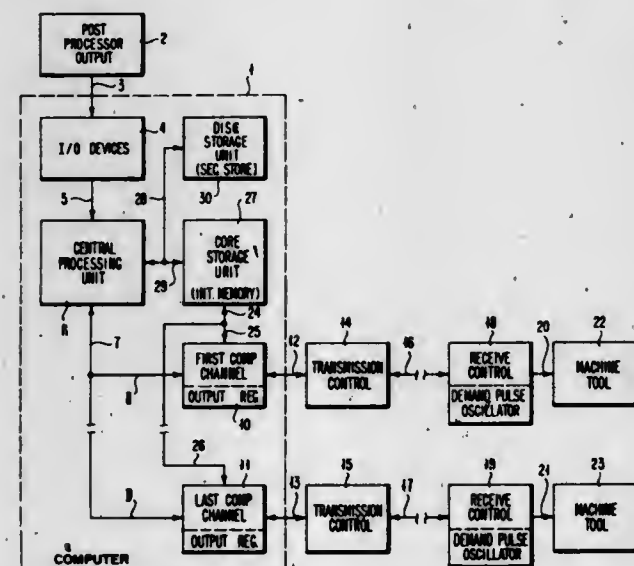 POST
PROCESSOR
OUTPUT
2
3
1
I/O DEVICES
4
DISK
STORAGE
UNIT
(SEC. STORE)
30
5
28
27
CENTRAL
PROCESSING
UNIT
29
CORE
STORAGE
UNIT
(INT. MEMORY)
24
25
7
12
14
16
18
20
22
FIRST COMP
CHANNEL
OUTPUT REG
10
TRANSMISSION
CONTROL
RECEIVE
CONTROL
DEMAND PULSE
OSCILLATOR
MACHINE
TOOL
26
11
13
15
17
19
21
23
LAST COMP
CHANNEL
OUTPUT REG
TRANSMISSION
CONTROL
RECEIVE
CONTROL
DEMAND PULSE
OSCILLATOR
MACHINE
TOOL
COMPUTER